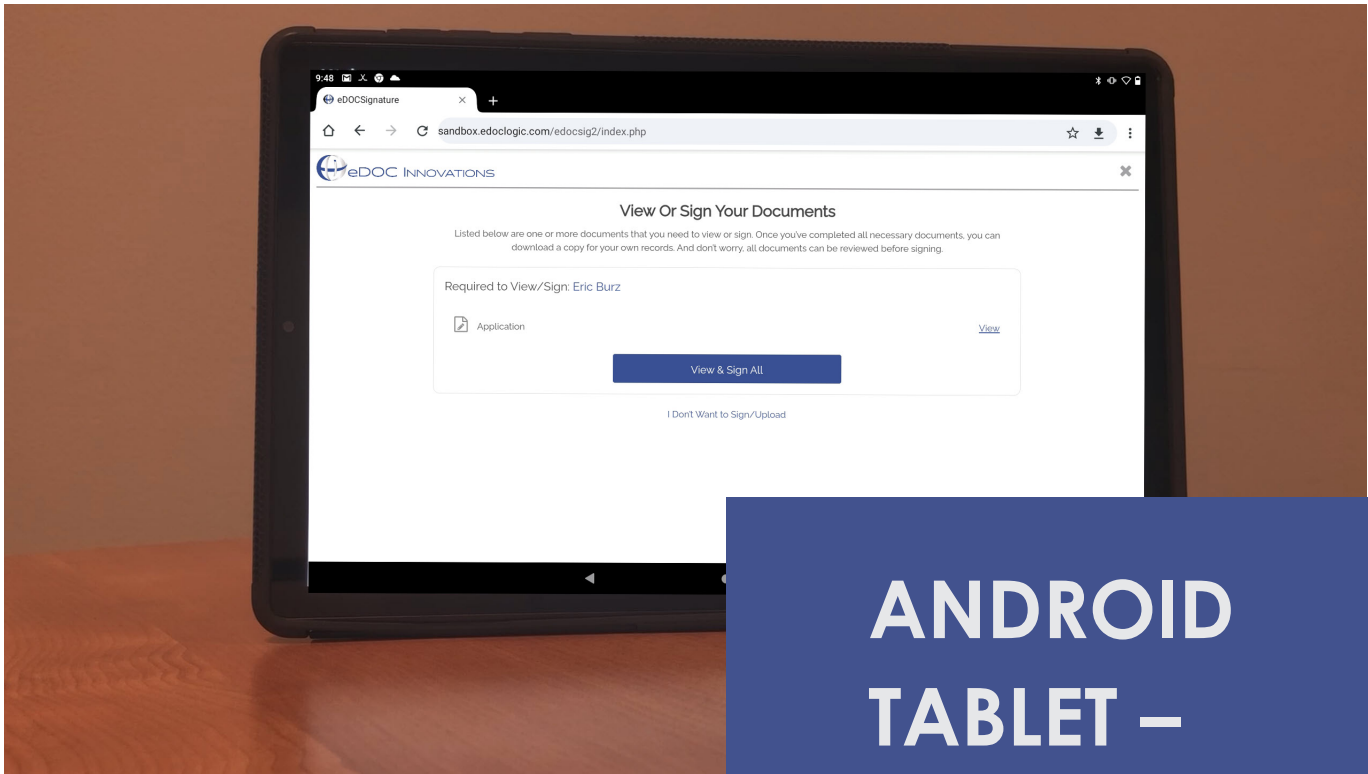 9:48
eDOCSignature
sandbox.edoclogic.com/edocsig2/index.php
eDOC INNOVATIONS
View Or Sign Your Documents
Listed below are one or more documents that you need to view or sign. Once you've completed all necessary documents, you can
download a copy for your own records. And don't worry, all documents can be reviewed before signing.
Required to View/Sign: Eric Burz
Application
View
View & Sign All
I Don't Want to Sign/Upload
ANDROID
TABLET –